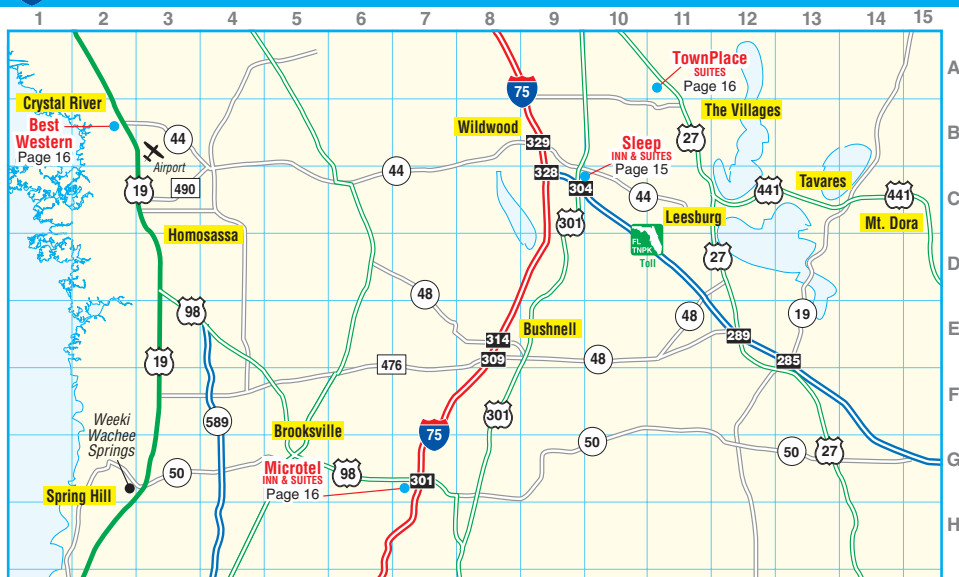 1 2 3 4 5 6 7 8 9 10 11 12 13 14 15
A
TownPlace
SUITES
Page 16
75
Crystal River
The Villages
Best
Western
Page 16
44
Wildwood
27
B
329
Sleep
INN & SUITES
Page 15
Airport
44
328
19
490
304
44
441
Tavares
441
C
301
Leesburg
Mt. Dora
Homosassa
FL
TNPK
Toll
27
D
48
98
48
19
E
Bushnell
314
289
19
476
309
48
285
F
589
301
Weeki
Wachee
Springs
Brooksville
75
50
50
27
G
Microtel
INN & SUITES
Page 16
50
98
301
Spring Hill
H